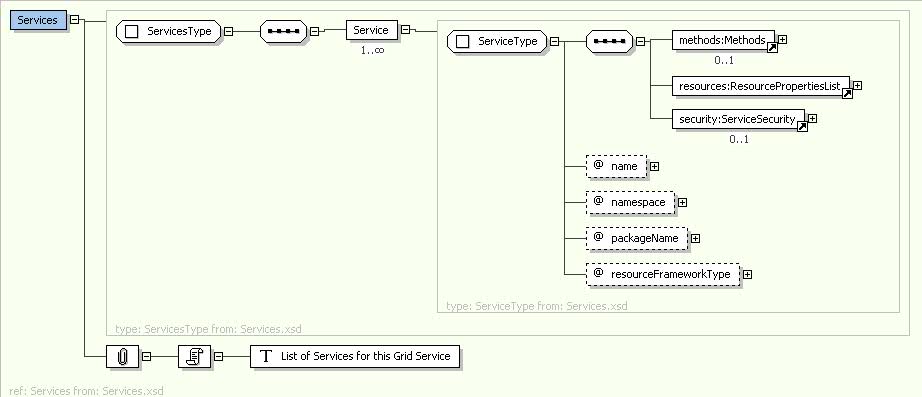 Services
ServicesType
Service
1..∞
ServiceType
methods:Methods
0..1
resources:ResourcePropertiesList
security:ServiceSecurity
0..1
@ name
@ namespace
@ packageName
@ resourceFrameworkType
type: ServiceType from: Services.xsd
type: ServicesType from: Services.xsd
T List of Services for this Grid Service
ref: Services from: Services.xsd